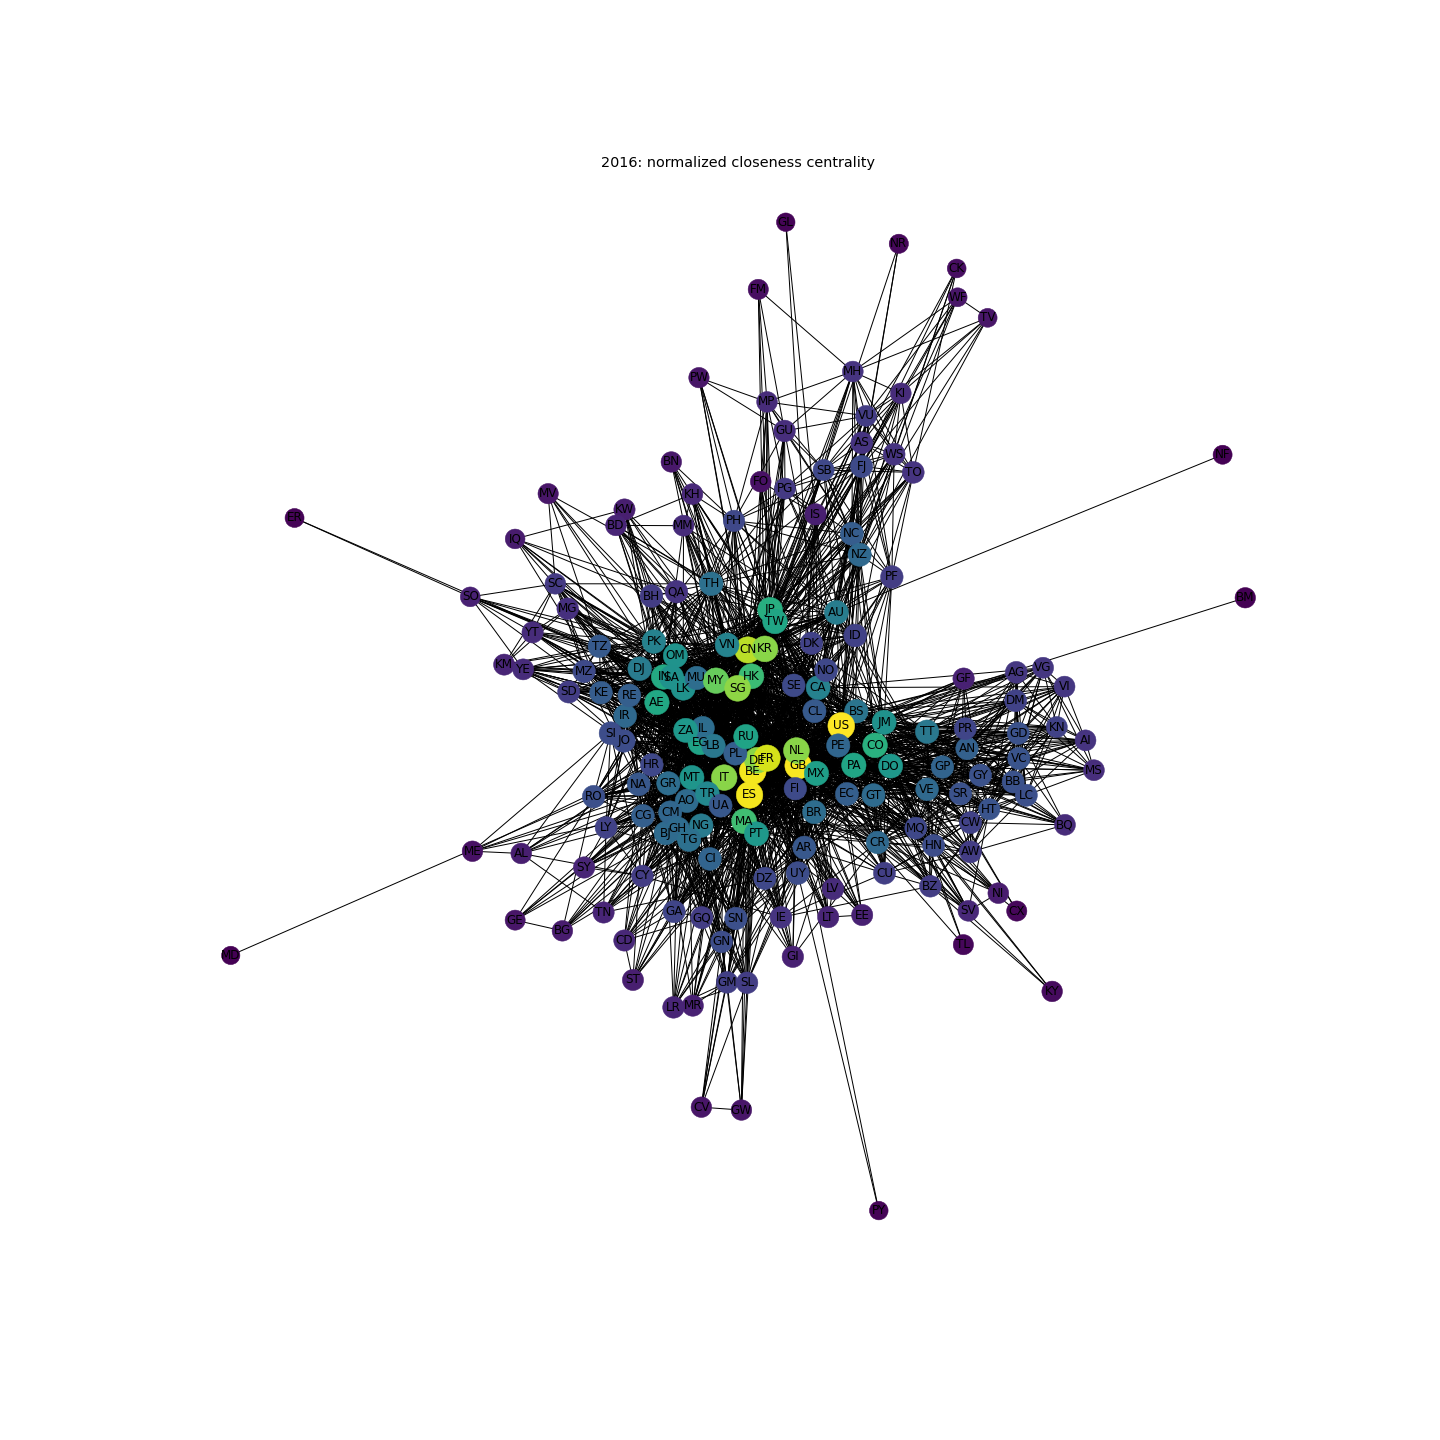 2016: normalized closeness centrality
GL
NR
CK
FM
WF
TV
MH
PW
KI
MP
VU
GU
AS
WS
NF
BN
SB
FJ
TO
FO
PG
MV
KH
KW
IS
ER
BD
MM
PH
NC
IQ
NZ
PF
SC
TH
BH
QA
SO
MG
JP
AU
TW
YT
ID
PK
TZ
VN
CN
KR
DK
OM
KM
YE
DJ
MZ
IN
SA
MU
MY
HK
NO
GF
AG
VG
SD
KE
RE
LK
SG
SE
CA
VI
AE
DM
IR
CL
BS
JM
US
ZA
IL
PR
KN
SI
JO
EG
LB
RU
PE
CO
TT
GD
AI
AN
PL
DE
FR
NL
HR
BE
GB
MX
PA
DO
GP
VC
MS
NA
GR
MT
IT
GY
BB
RO
AO
TR
ES
FI
EC
GT
VE
SR
LC
UA
HT
LY
CG
CM
GH
NG
MA
BR
CW
BQ
BJ
TG
PT
MQ
ME
AL
AR
CR
HN
AW
CI
SY
CY
DZ
UY
CU
BZ
LV
NI
GE
TN
GA
GQ
SN
IE
LT
EE
SV
CX
BG
CD
GN
TL
MD
GI
ST
GM
SL
KY
LR
MR
CV
GW
PY